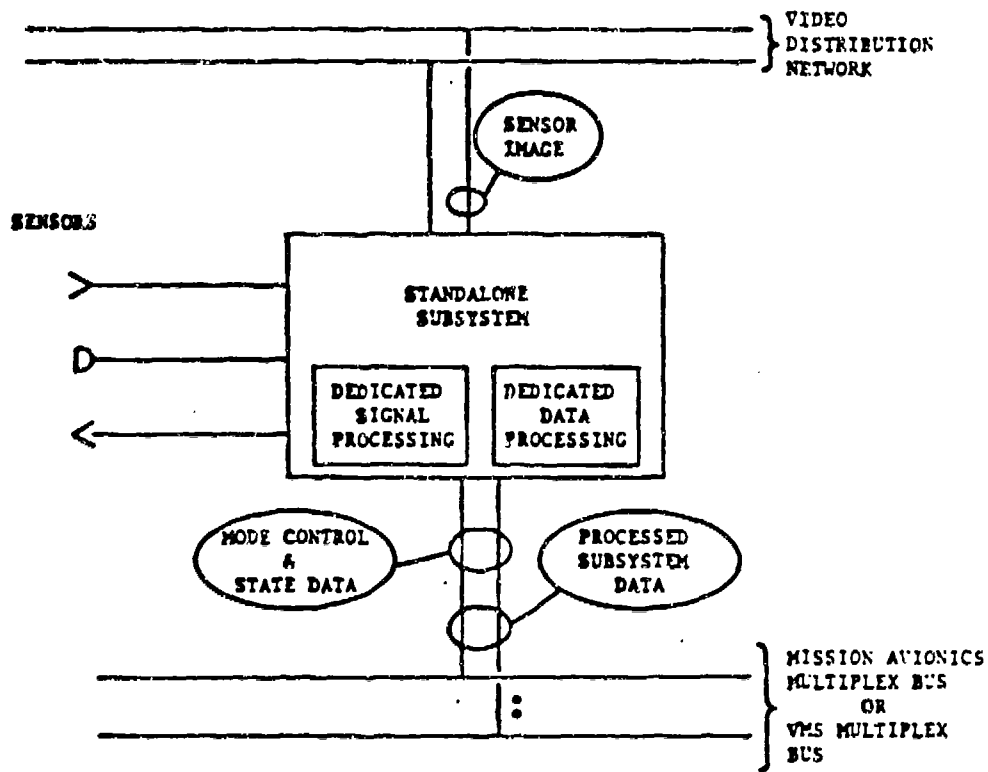 VIDEO
DISTRIBUTION
NETWORK
SENSOR
IMAGE
SENSORS
STANDALONE
SUBSYSTEM
DEDICATED
SIGNAL
PROCESSING
DEDICATED
DATA
PROCESSING
MODE CONTROL
&
STATE DATA
PROCESSED
SUBSYSTEM
DATA
MISSION AVIONICS
MULTIPLEX BUS
OR
VMS MULTIPLEX
BUS